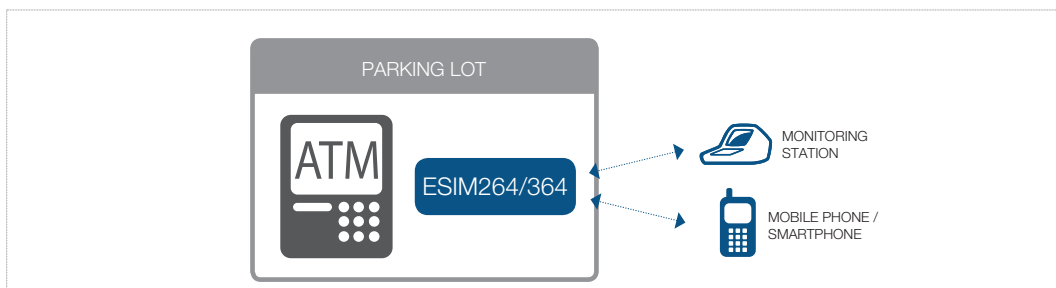 PARKING LOT
ATM
ESIM264/364
MONITORING
STATION
MOBILE PHONE /
SMARTPHONE